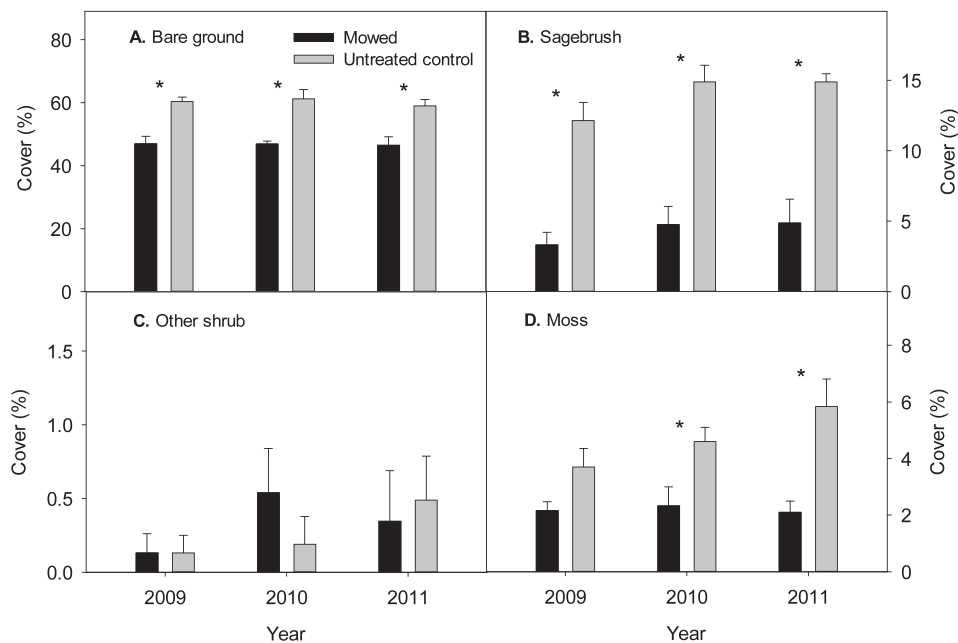 A. Bare ground
Mowed
Untreated control
* * *
Cover (%)
80
60
40
20
0
B. Sagebrush
* * *
Cover (%)
15
10
5
0
C. Other shrub
Cover (%)
1.5
1.0
0.5
0.0
2009 2010 2011
Year
D. Moss
* *
Cover (%)
8
6
4
2
0
2009 2010 2011
Year